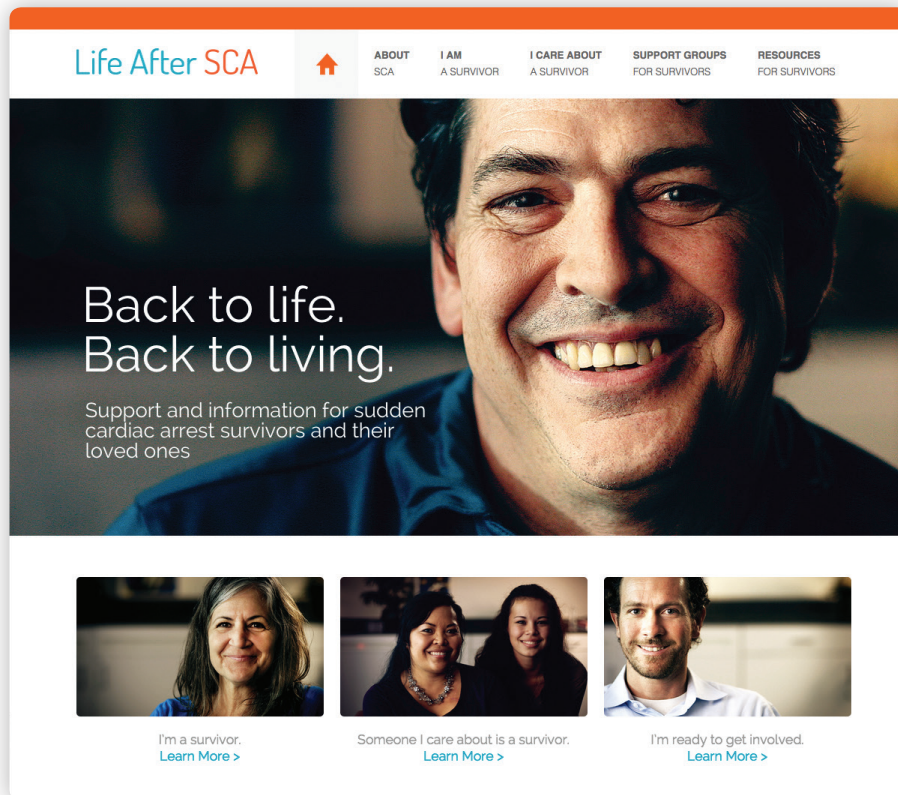 Life After SCA
ABOUT
SCA
I AM
A SURVIVOR
I CARE ABOUT
A SURVIVOR
SUPPORT GROUPS
FOR SURVIVORS
RESOURCES
FOR SURVIVORS
Back to life.
Back to living.
Support and information for sudden
cardiac arrest survivors and their
loved ones
I'm a survivor.
Learn More >
Someone I care about is a survivor.
Learn More >
I'm ready to get involved.
Learn More >